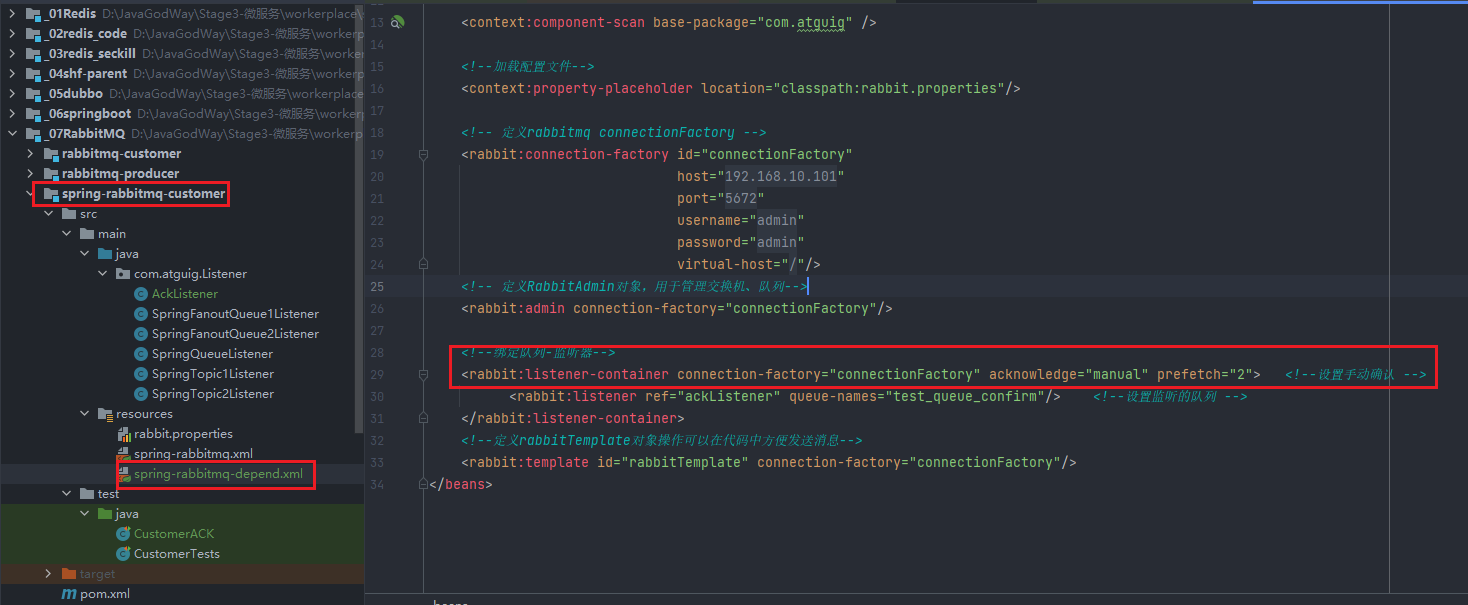 _01Redis D:\JavaGodWay\Stage3-微服务\workerplace\
_02redis_code D:\JavaGodWay\Stage3-微服务\workerp
_03redis_seckill D:\JavaGodWay\Stage3-微服务\worke
_04shf-parent D:\JavaGodWay\Stage3-微服务\workerpl
_05dubbo D:\JavaGodWay\Stage3-微服务\workerplace
_06springboot D:\JavaGodWay\Stage3-微服务\workerp
_07RabbitMQ D:\JavaGodWay\Stage3-微服务\workerp
rabbitmq-customer
rabbitmq-producer
spring-rabbitmq-customer
src
main
java
com.atguig.Listener
AckListener
SpringFanoutQueue1Listener
SpringFanoutQueue2Listener
SpringQueueListener
SpringTopic1Listener
SpringTopic2Listener
resources
rabbit.properties
spring-rabbitmq.xml
spring-rabbitmq-depend.xml
test
java
CustomerACK
CustomerTests
target
pom.xml
13 <context:component-scan base-package="com.atguig" />
14
15 <!--加载配置文件-->
16 <context:property-placeholder location="classpath:rabbit.properties"/>
17
18 <!-- 定义rabbitmq connectionFactory -->
19 <rabbit:connection-factory id="connectionFactory"
20 host="192.168.10.101"
21 port="5672"
22 username="admin"
23 password="admin"
24 virtual-host="/"/>
25 <!-- 定义RabbitAdmin对象，用于管理交换机、队列-->
26 <rabbit:admin connection-factory="connectionFactory"/>
27
28 <!--绑定队列-监听器-->
29 <rabbit:listener-container connection-factory="connectionFactory" acknowledge="manual" prefetch="2"> <!--设置手动确认 -->
30 <rabbit:listener ref="ackListener" queue-names="test_queue_confirm"/> <!--设置监听的队列 -->
31 </rabbit:listener-container>
32 <!--定义rabbitTemplate对象操作可以在代码中方便发送消息-->
33 <rabbit:template id="rabbitTemplate" connection-factory="connectionFactory"/>
34 </beans>